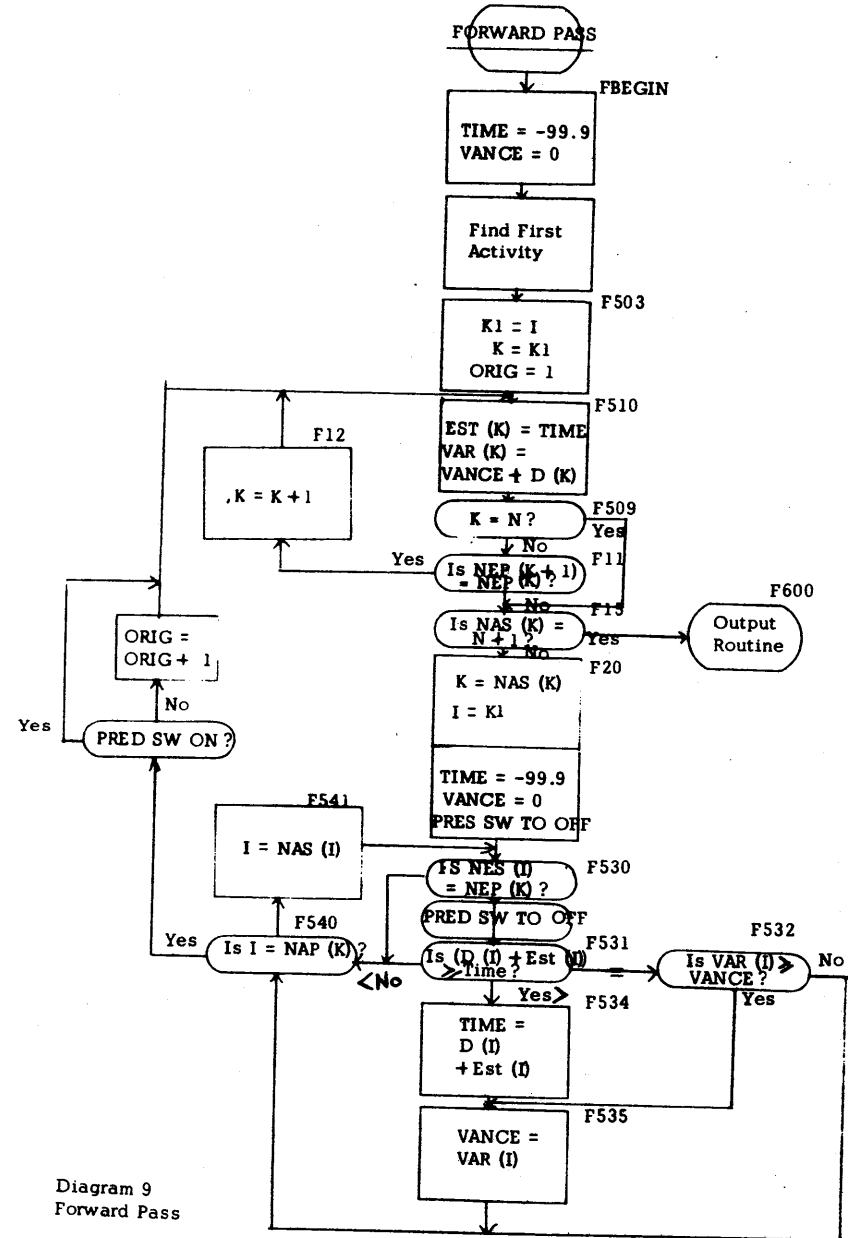 FORWARD PASS
FBEGIN
TIME = -99.9
VANCE = 0
Find First
Activity
F503
K1 = I
K = K1
ORIG = 1
F510
EST (K) = TIME
VAR (K) =
VANCE + D (K)
F12
,K = K+1
K = N ?
F509
Yes
No
Yes
Is NEP (K + 1)
= NEP (K) ?
F11
No
F15
Is NAS (K) =
N + 1 ?
Yes
F600
Output
Routine
No
F20
K = NAS (K)
I = K1
ORIG =
ORIG + 1
No
Yes
PRED SW ON ?
TIME = -99.9
VANCE = 0
PRES SW TO OFF
F541
I = NAS (I)
IS NES (I)
= NEP (K) ?
F530
PRED SW TO OFF
F540
Yes
Is I = NAP (K) ?
<No
Is (D (I) + Est (I)
≥ Time ?
F531
=
F532
Is VAR (I) ≥
VANCE ?
No
Yes
Yes>
F534
TIME =
D (I)
+ Est (I)
F535
VANCE =
VAR (I)
Diagram 9
Forward Pass